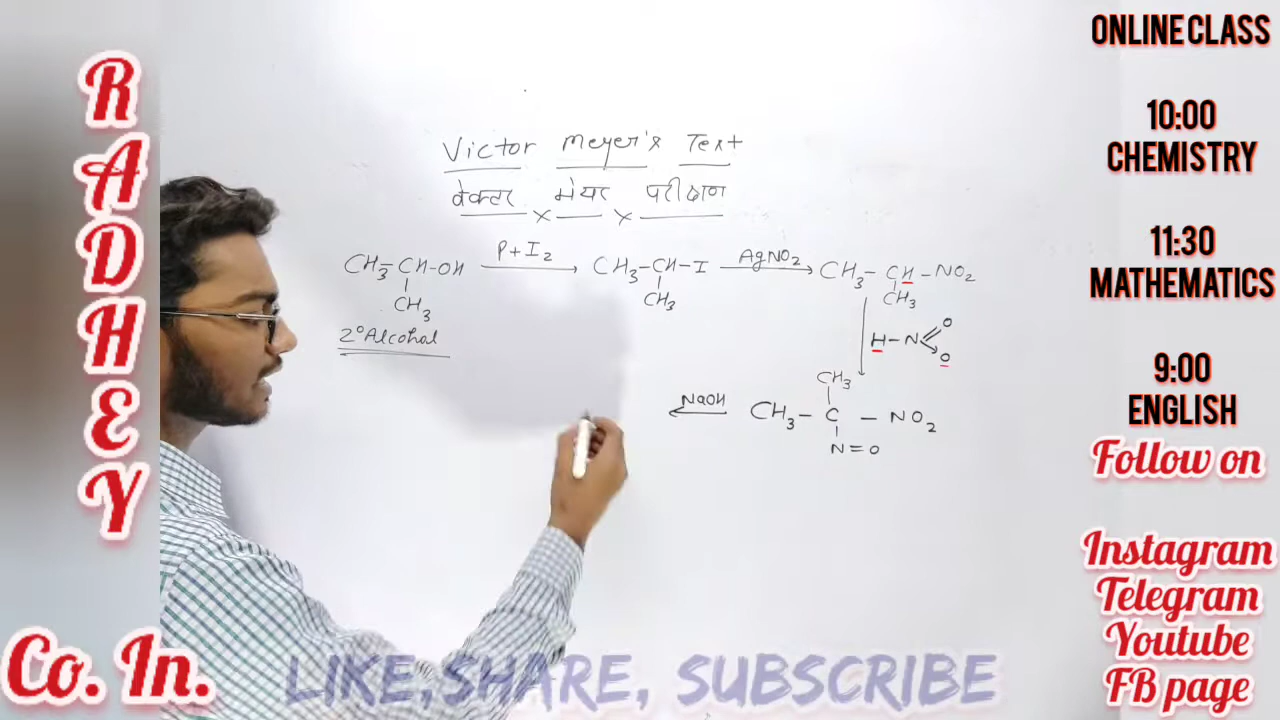 RADHEY
Co. In.
ONLINE CLASS
10:00
CHEMISTRY
11:30
MATHEMATICS
9:00
ENGLISH
Follow on
Instagram
Telegram
Youtube
FB page
Victor Meyer's Text
वेक्टर मेयर परीक्षण
CH3-CH-OH P+I2 CH3-CH-I AgNO2 CH3-CH-NO2
CH3 CH3 CH3
2°Alcohal
H-N O
O
CH3
NaOH CH3-C-NO2
N=O
LIKE,SHARE, SUBSCRIBE